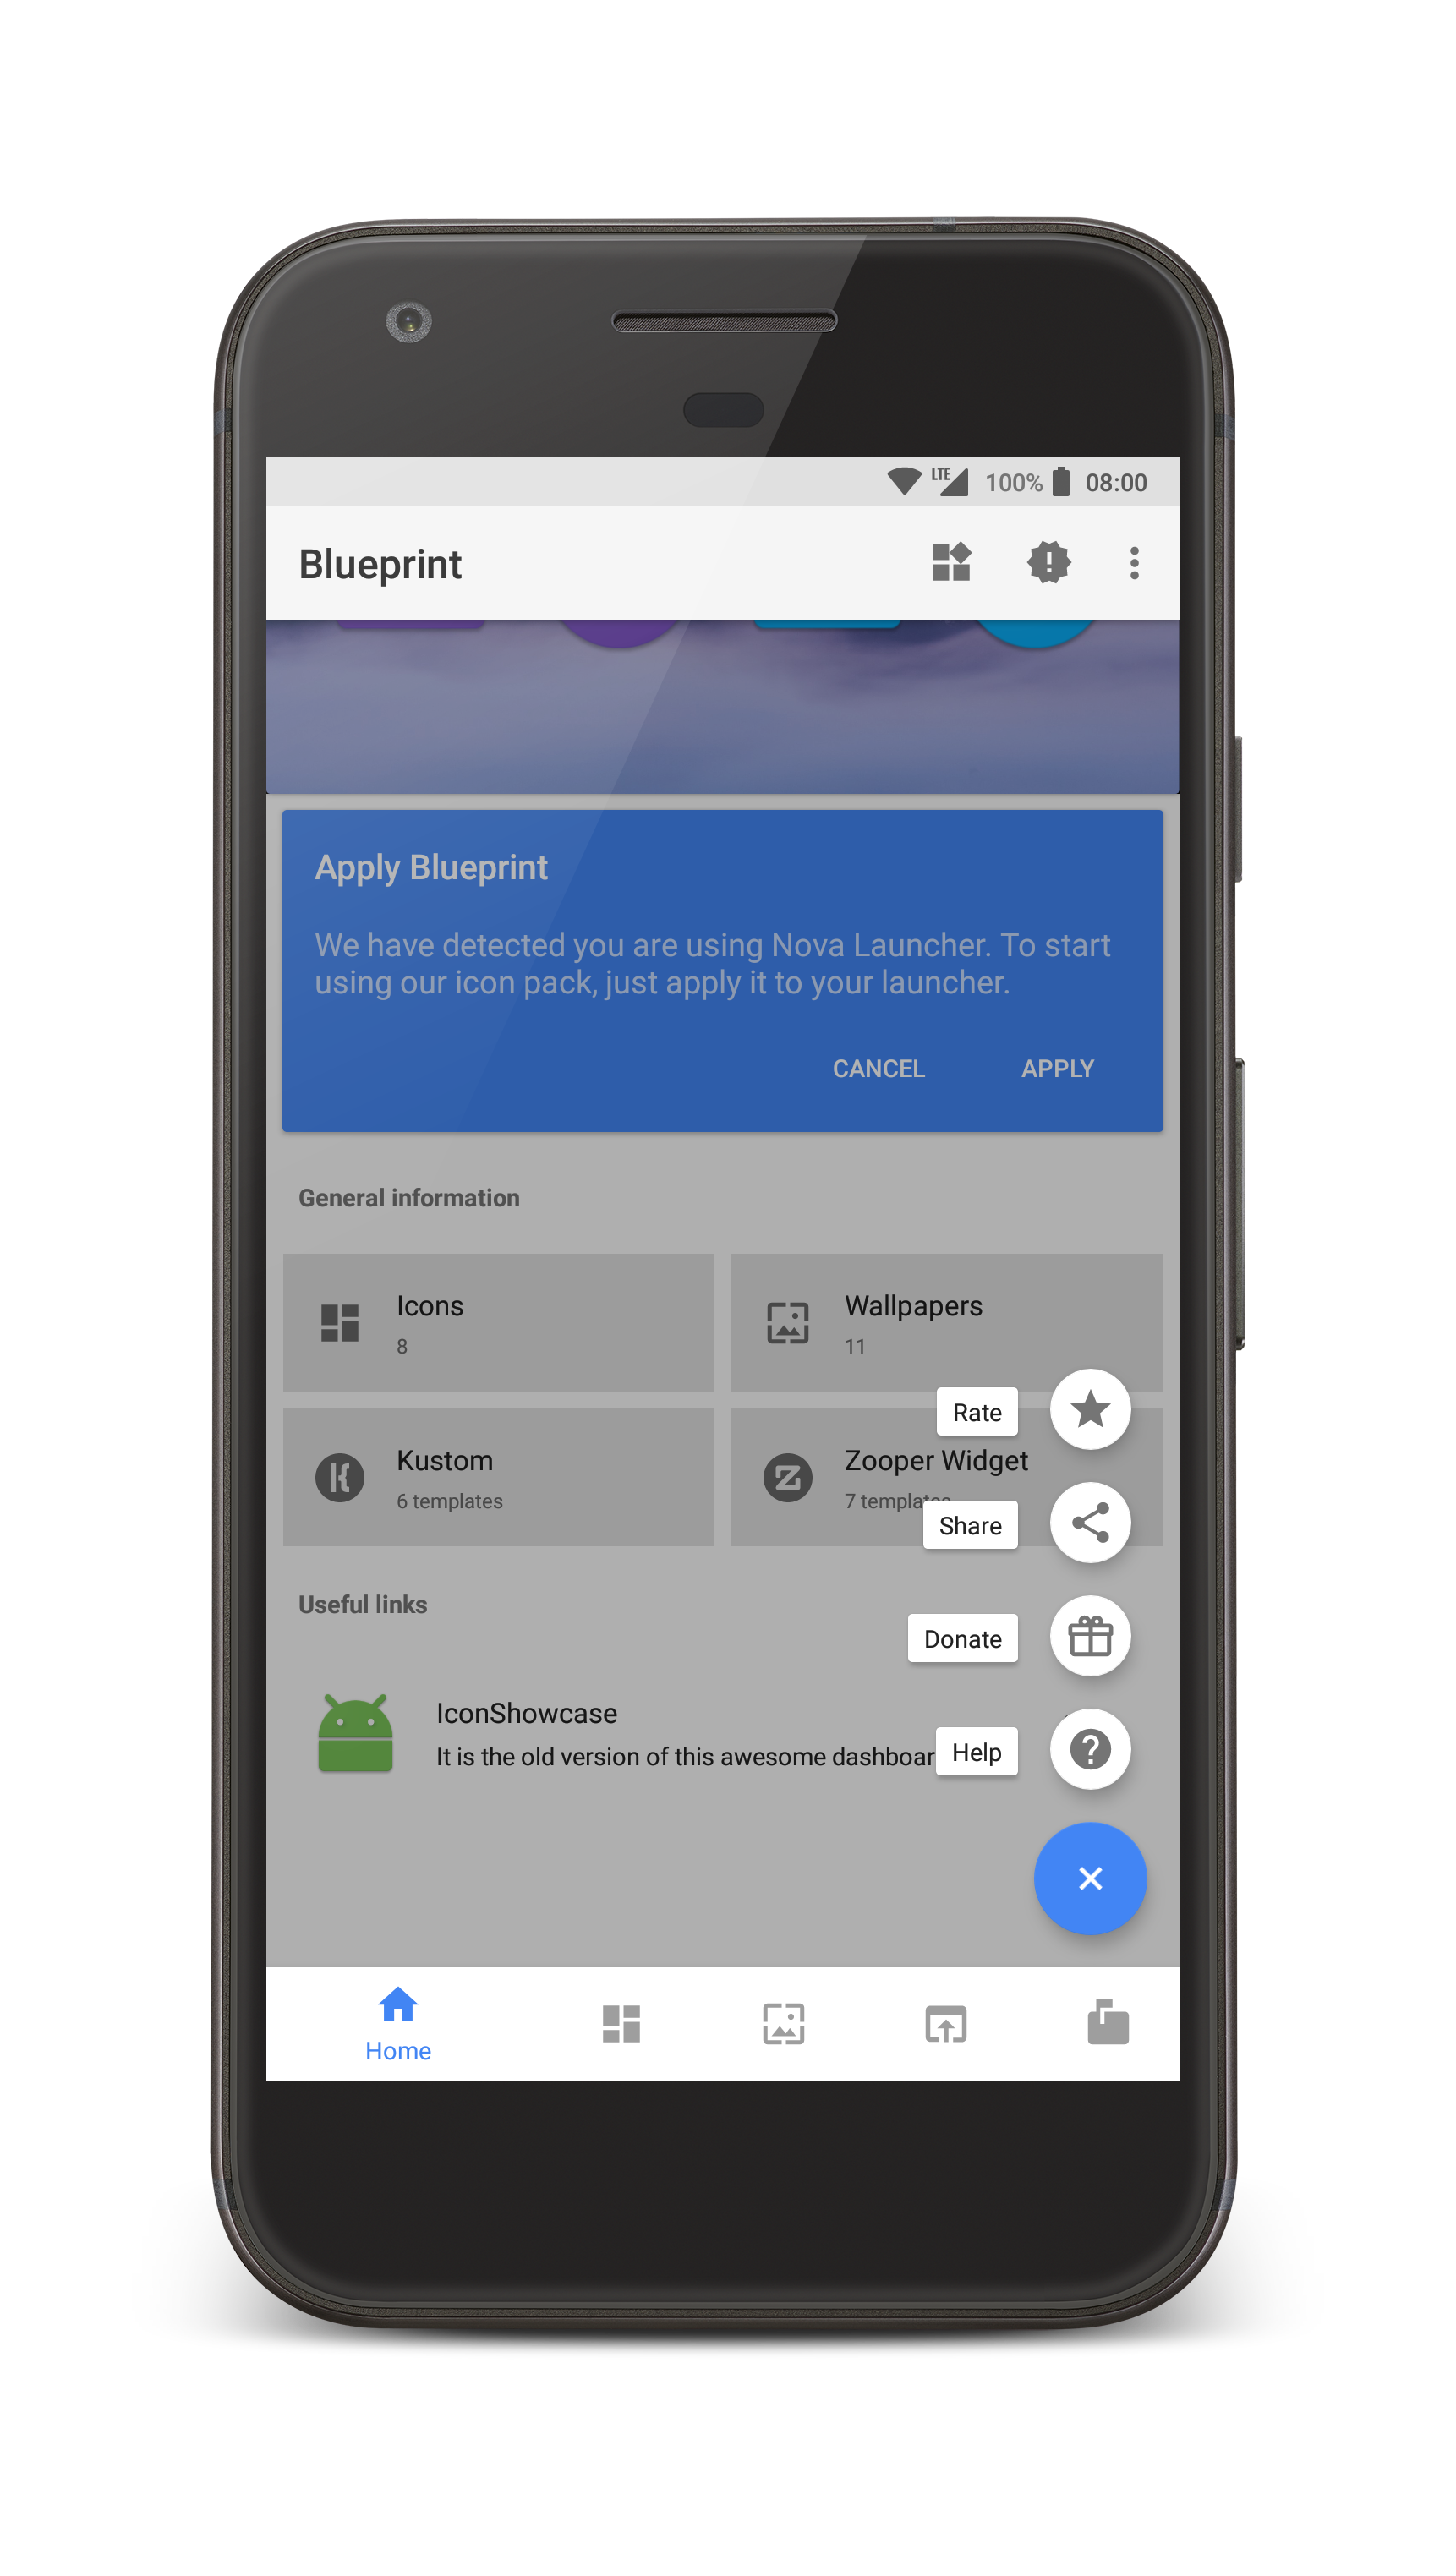 LTE 100% 08:00
Blueprint
Apply Blueprint
We have detected you are using Nova Launcher. To start
using our icon pack, just apply it to your launcher.
CANCEL APPLY
General information
Icons
8
Wallpapers
11
Rate
Kustom
6 templates
Zooper Widget
7 templates
Share
Useful links
Donate
IconShowcase
It is the old version of this awesome dashboar
Help
Home